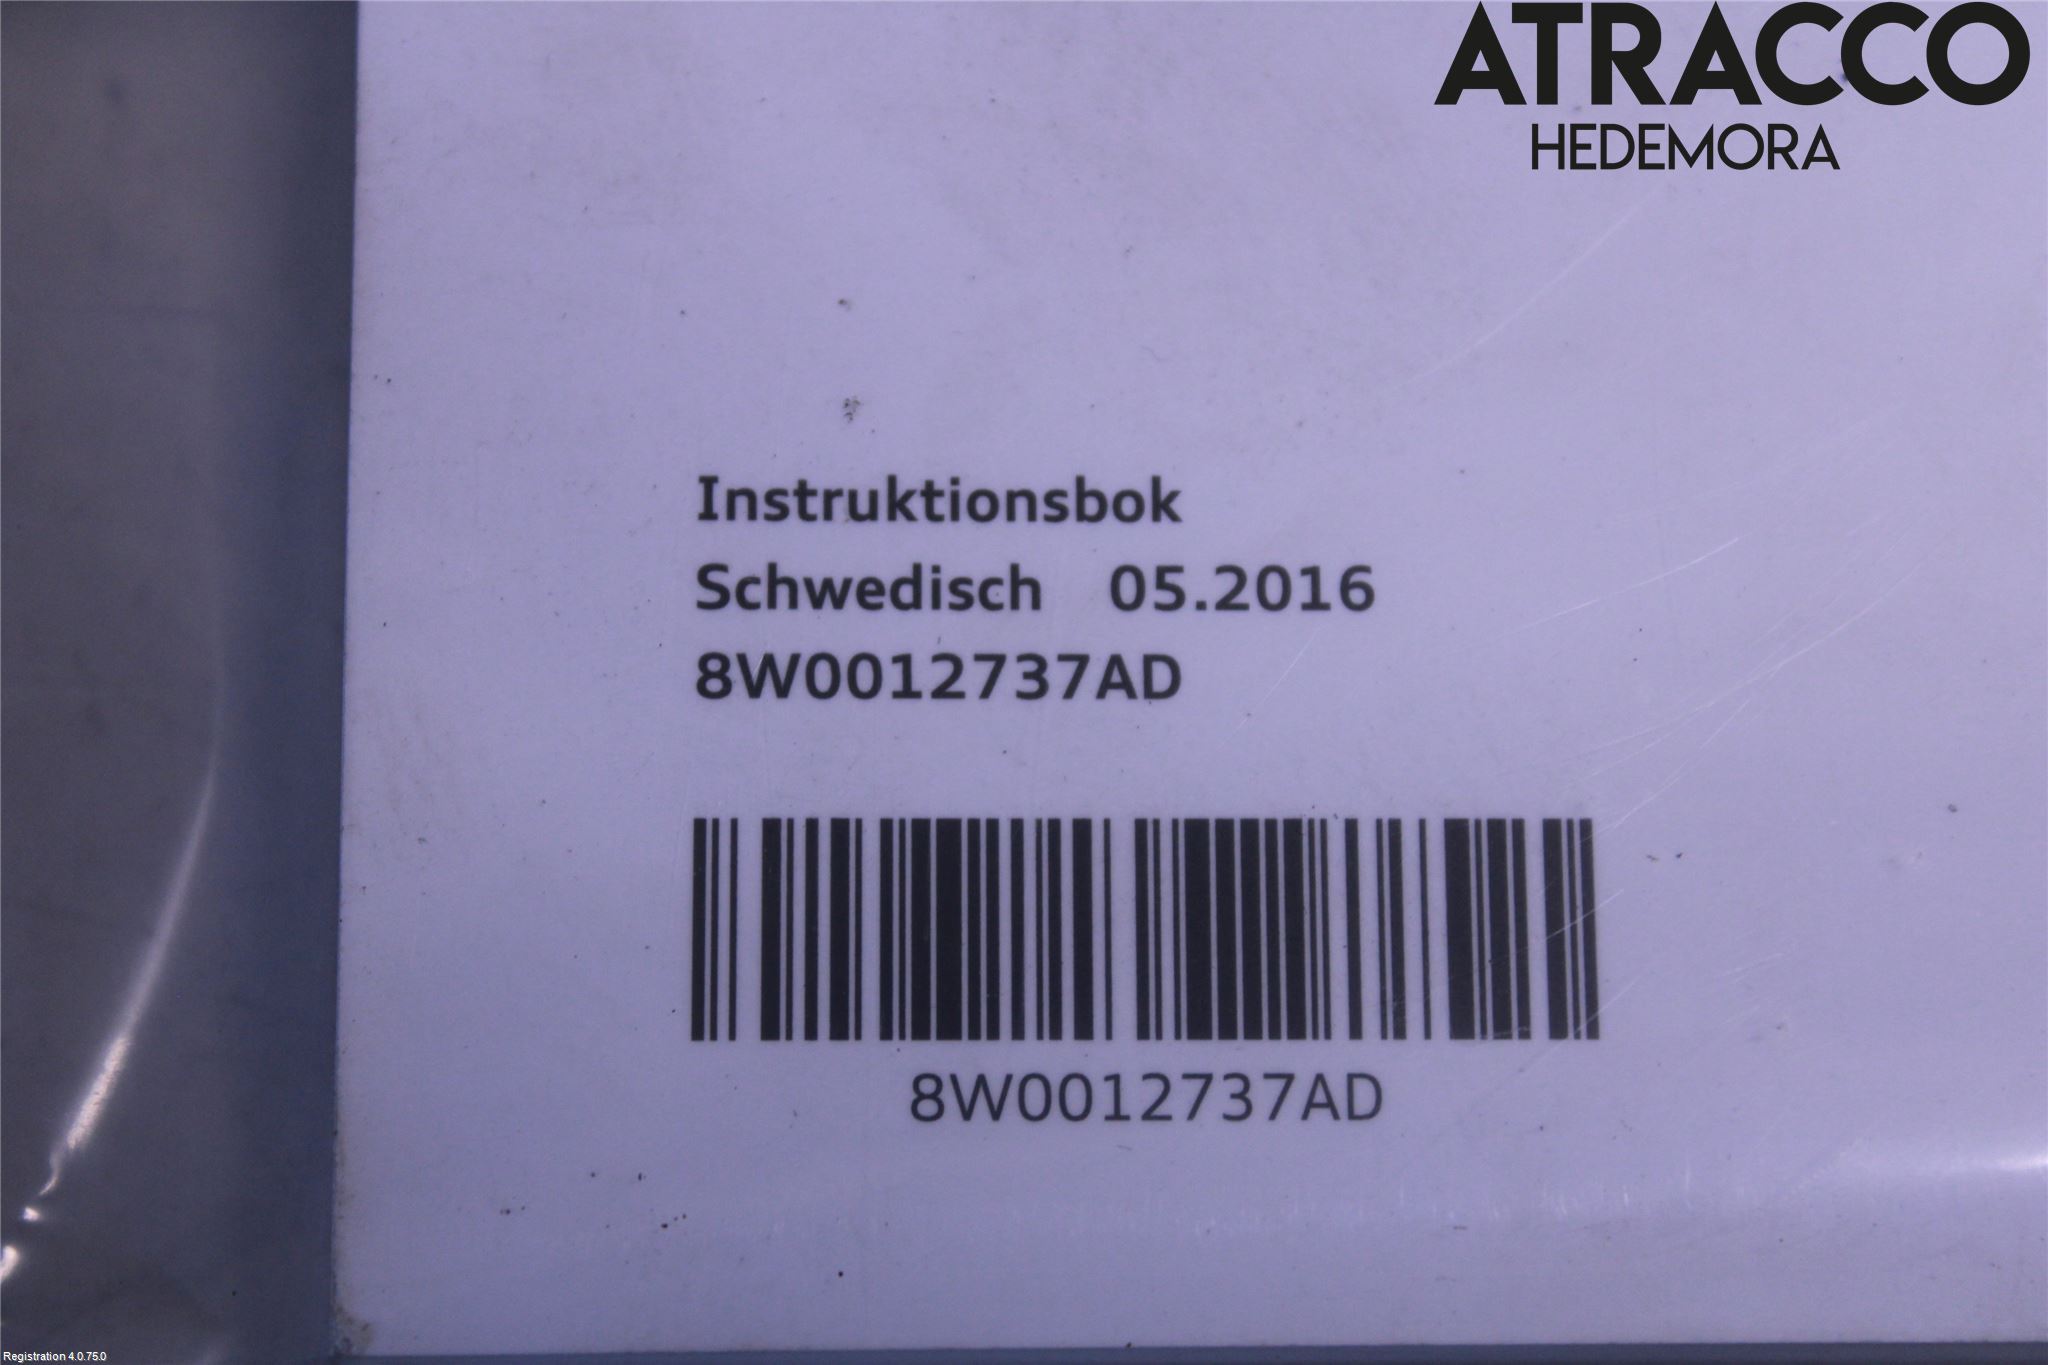 ATRACCO
HEDEMORA
Instruktionsbok
Schwedisch 05.2016
8W0012737AD
8W0012737AD
Registration 4.0.75.0